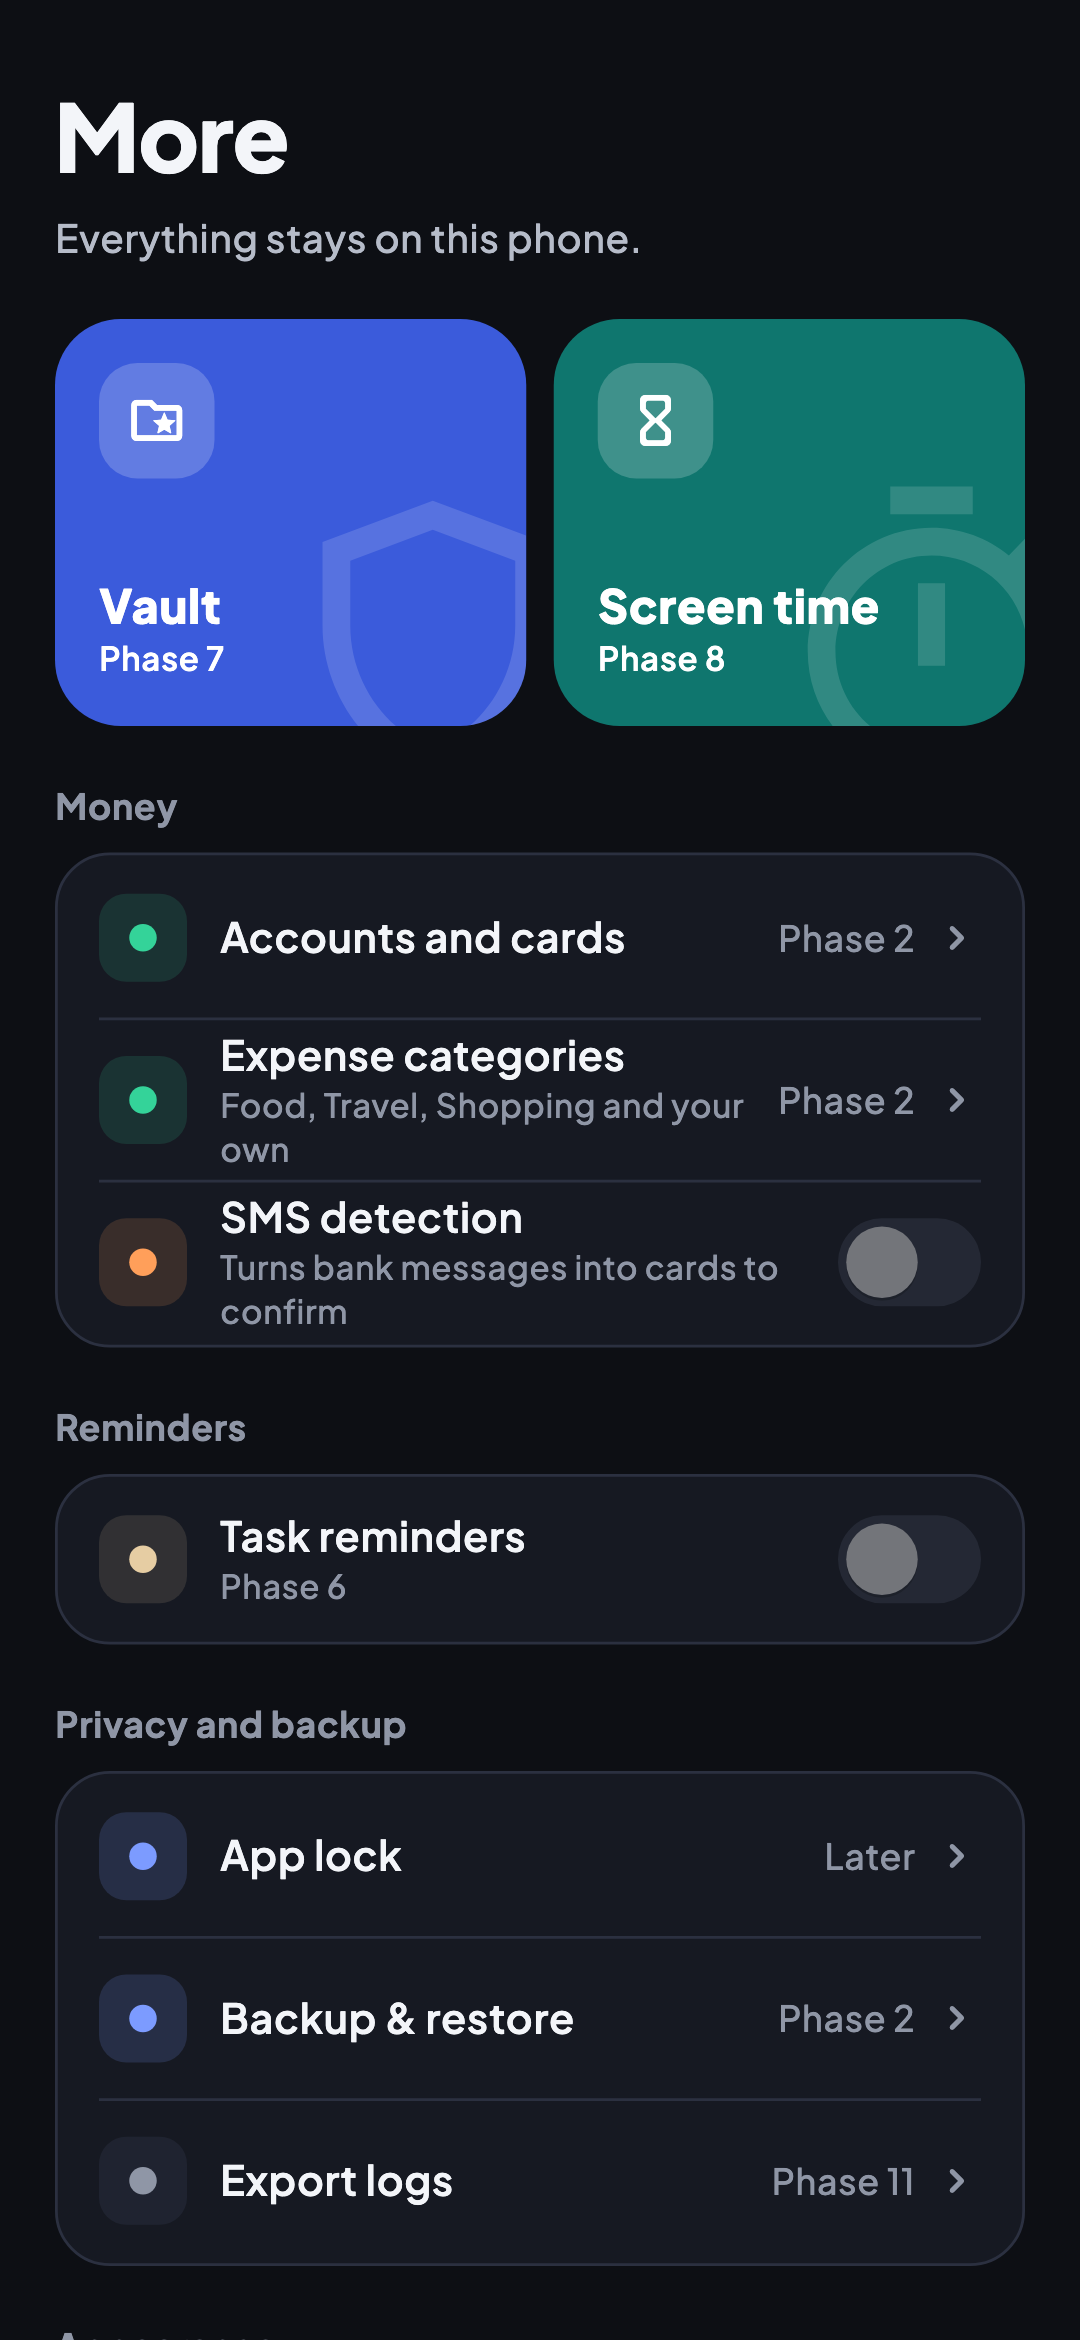 More
Everything stays on this phone.
Vault
Phase 7
Screen time
Phase 8
Money
Accounts and cards
Phase 2
Expense categories
Food, Travel, Shopping and your
own
Phase 2
SMS detection
Turns bank messages into cards to
confirm
Reminders
Task reminders
Phase 6
Privacy and backup
App lock
Later
Backup & restore
Phase 2
Export logs
Phase 11